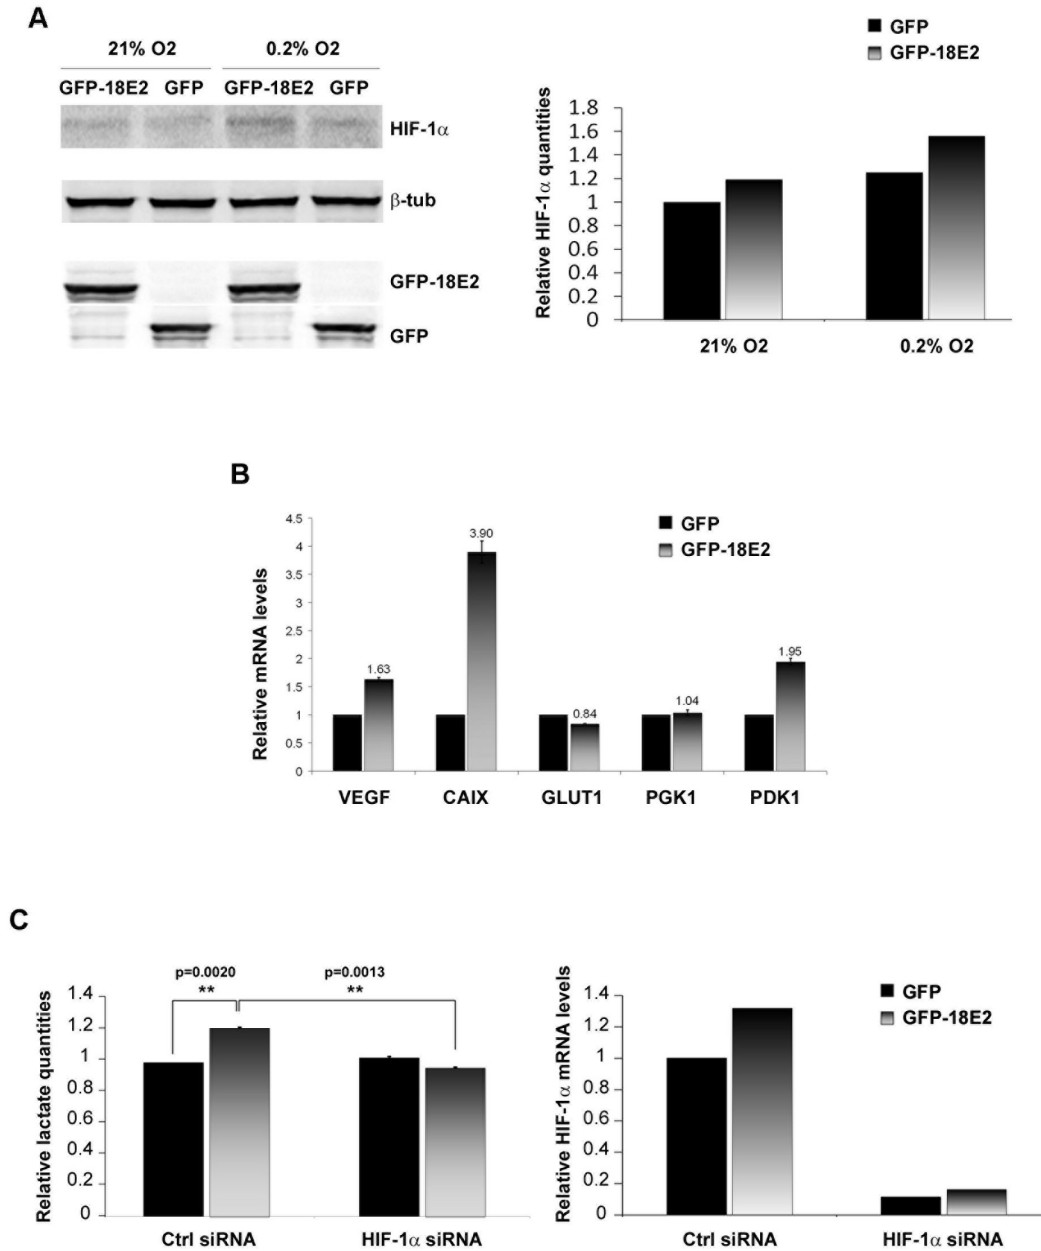 A
21% O2 0.2% O2
GFP-18E2 GFP GFP-18E2 GFP
HIF-1α
β-tub
GFP-18E2
GFP
GFP
GFP-18E2
Relative HIF-1α quantities
1.8
1.6
1.4
1.2
1
0.8
0.6
0.4
0.2
0
21% O2 0.2% O2
B
GFP
GFP-18E2
Relative mRNA levels
4.5
4
3.5
3
2.5
2
1.5
1
0.5
0
1.63
3.90
0.84
1.04
1.95
VEGF CAIX GLUT1 PGK1 PDK1
C
p=0.0020 p=0.0013
** **
Relative lactate quantities
1.4
1.2
1
0.8
0.6
0.4
0.2
0
Ctrl siRNA HIF-1α siRNA
GFP
GFP-18E2
Relative HIF-1α mRNA levels
1.4
1.2
1
0.8
0.6
0.4
0.2
0
Ctrl siRNA HIF-1α siRNA